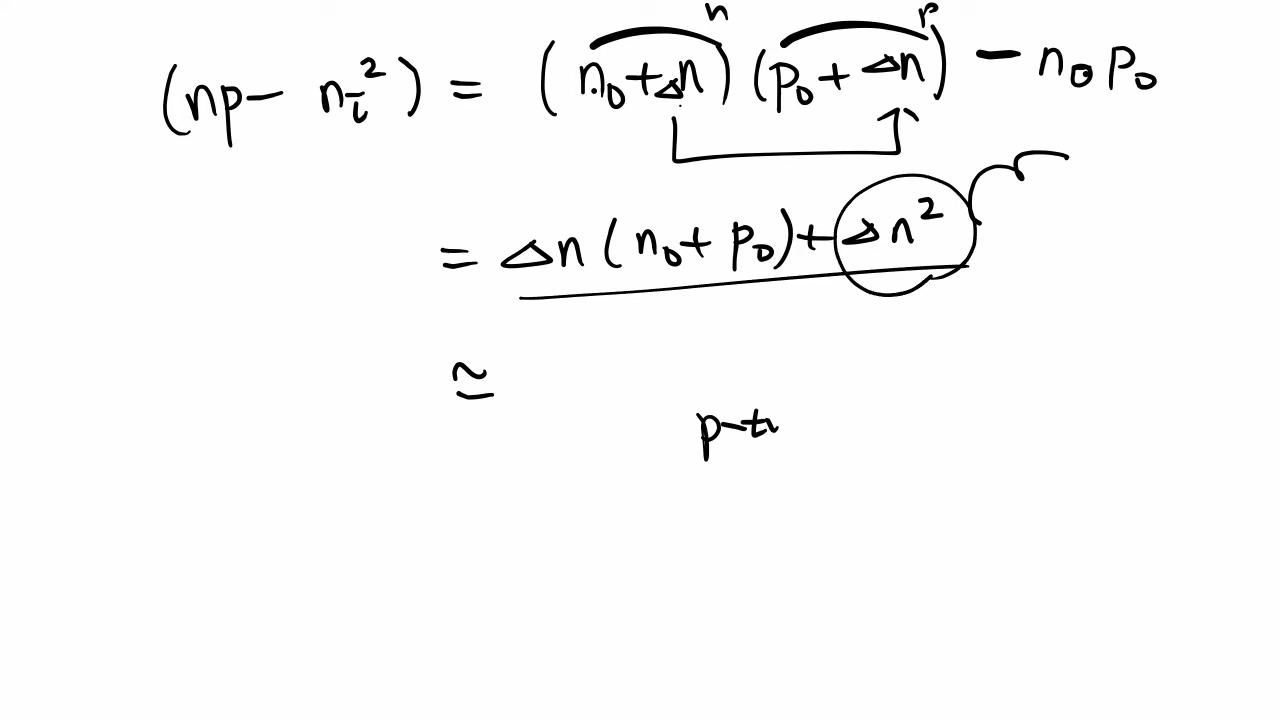 n p
(np - nᵢ²) = (n₀ + Δn)(p₀ + Δn) - n₀p₀
= Δn(n₀ + p₀) + Δn²
≃